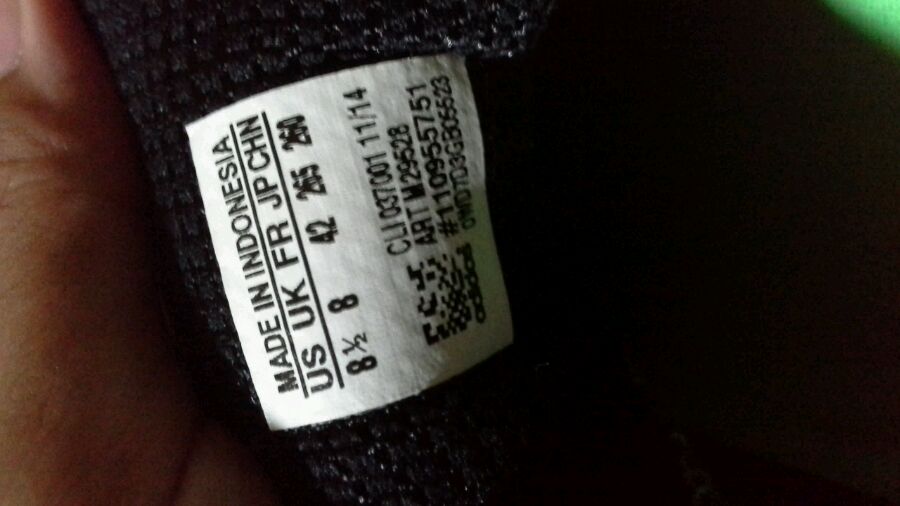 MADE IN INDONESIA
US UK FR JP CHN
8½ 8 42 265 260
CLI 037001 11/14
ART M29528
#110955751
adidas